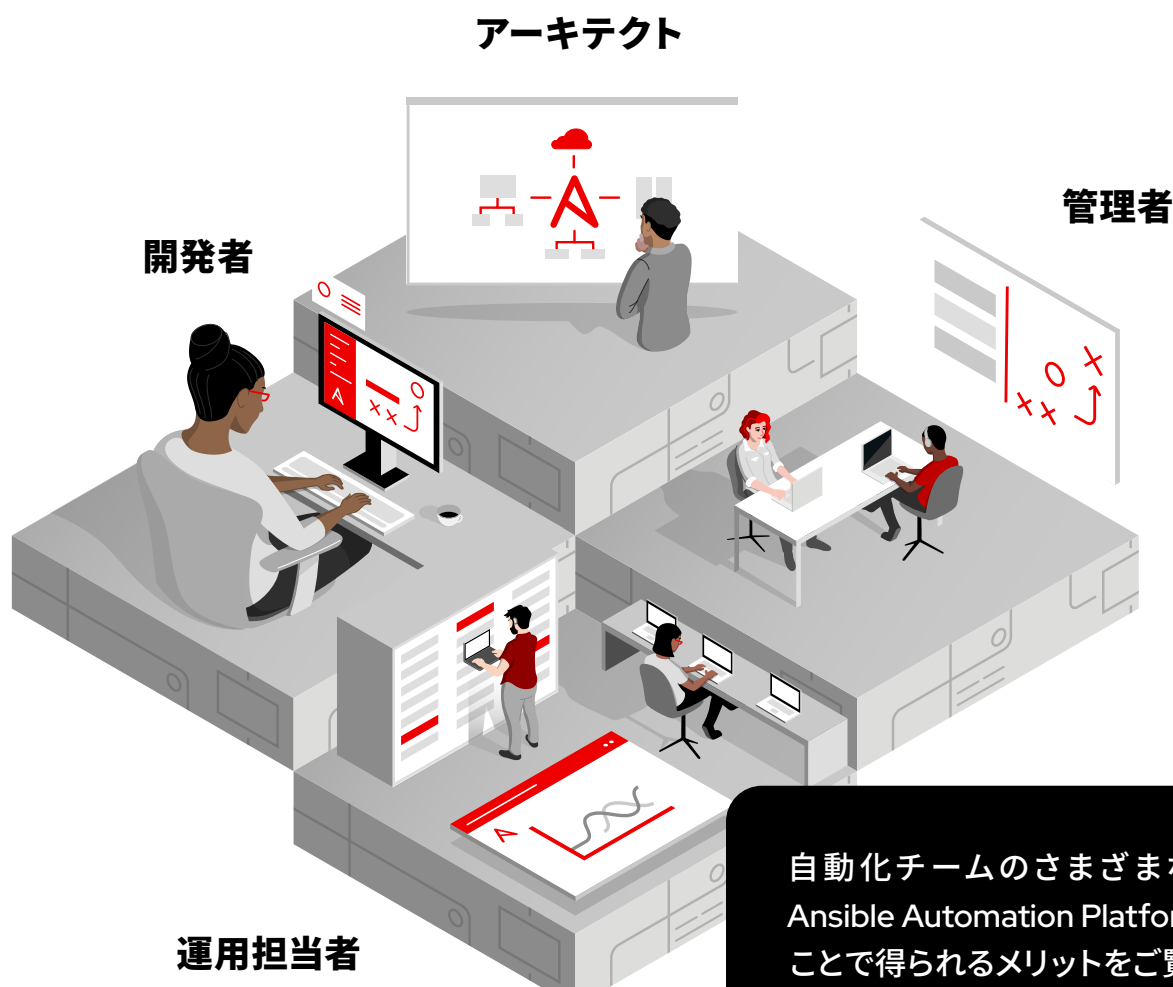 アーキテクト
管理者
開発者
運用担当者
自動化チームのさまざま
Ansible Automation
ことで得られるメリットをご